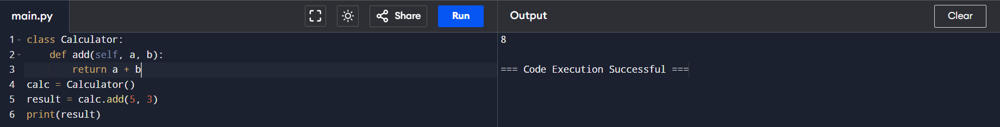 main.py Share Run Output Clear
1 class Calculator: 8
2     def add(self, a, b):
3         return a + b === Code Execution Successful ===
4 calc = Calculator()
5 result = calc.add(5, 3)
6 print(result)